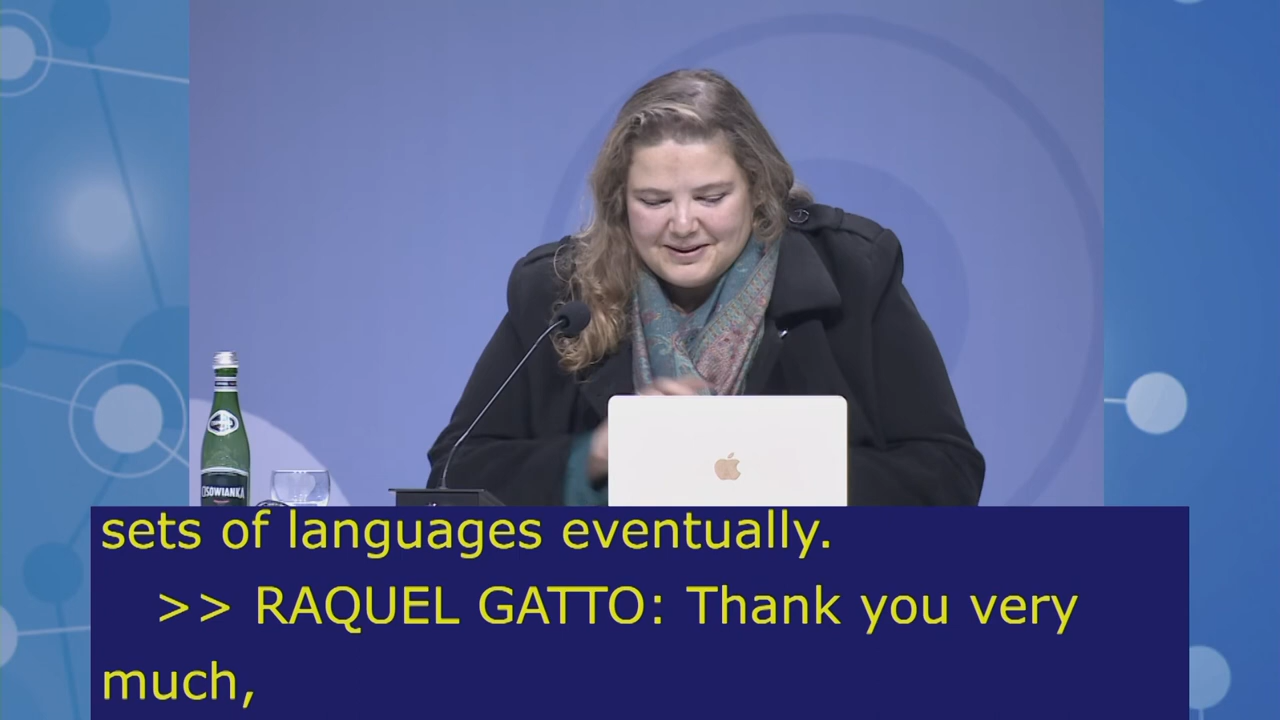 CISOWIANKA
sets of languages eventually.
>> RAQUEL GATTO: Thank you very
much,